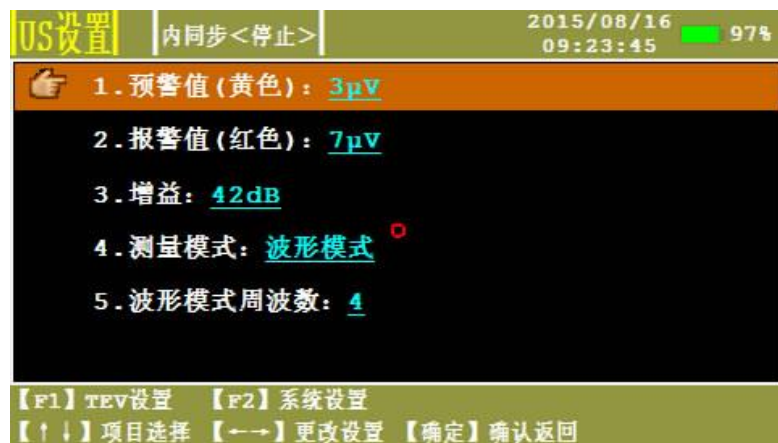 US设置 内同步<停止> 2015/08/16 97%
09:23:45
1.预警值(黄色): 3μV
2.报警值(红色): 7μV
3.增益: 42dB
4.测量模式: 波形模式
5.波形模式周波数: 4
【F1】TEV设置 【F2】系统设置
【↑↓】项目选择 【←→】更改设置 【确定】确认返回